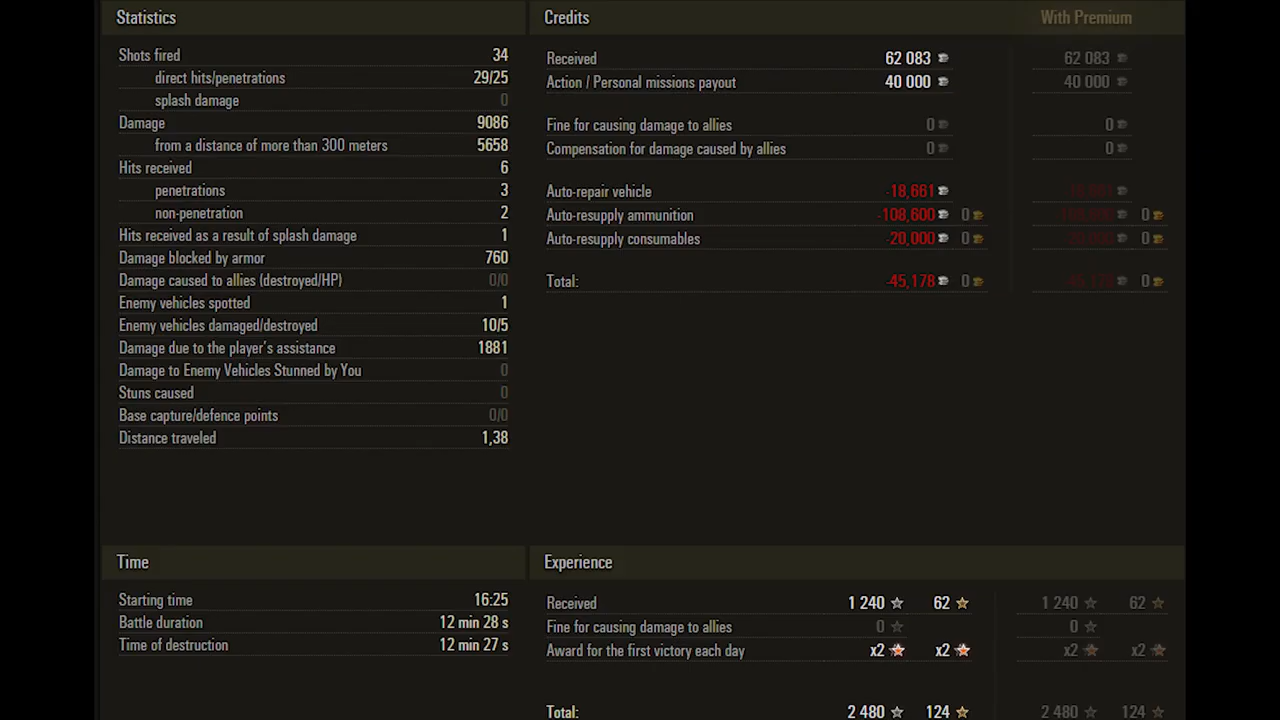 Statistics
Shots fired 34
direct hits/penetrations 29/25
splash damage 0
Damage 9086
from a distance of more than 300 meters 5658
Hits received 6
penetrations 3
non-penetration 2
Hits received as a result of splash damage 1
Damage blocked by armor 760
Damage caused to allies (destroyed/HP) 0/0
Enemy vehicles spotted 1
Enemy vehicles damaged/destroyed 10/5
Damage due to the player's assistance 1881
Damage to Enemy Vehicles Stunned by You 0
Stuns caused 0
Base capture/defence points 0/0
Distance traveled 1,38
Credits With Premium
Received 62 083 62 083
Action / Personal missions payout 40 000 40 000
Fine for causing damage to allies 0 0
Compensation for damage caused by allies 0 0
Auto-repair vehicle -18,661
Auto-resupply ammunition -108,600 0 0
Auto-resupply consumables -20,000 0 -20,000 0
Total: -45,178 0 -45,178 0
Time
Starting time 16:25
Battle duration 12 min 28 s
Time of destruction 12 min 27 s
Experience
Received 1 240 62 1 240 62
Fine for causing damage to allies 0 0
Award for the first victory each day x2 x2 x2 x2
Total: 2 480 124 2 480 124